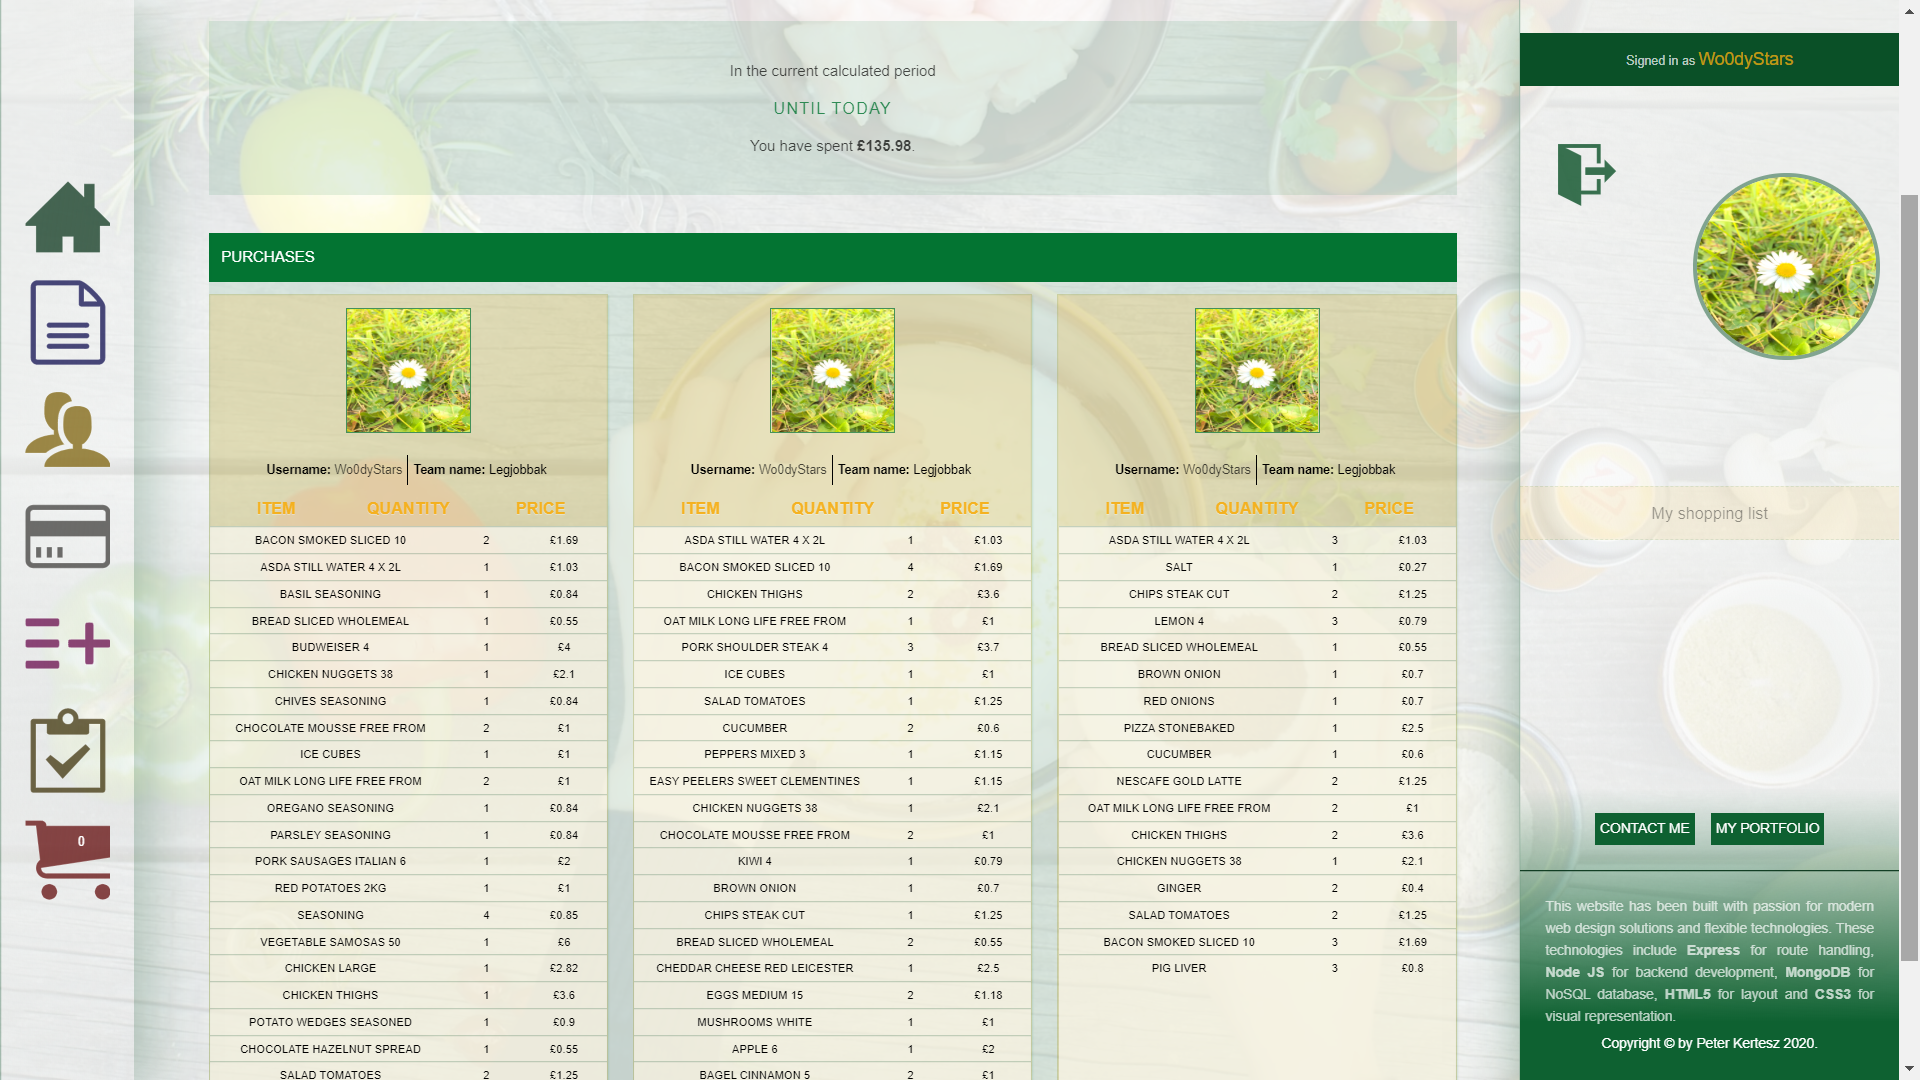 In the current calculated period
UNTIL TODAY
You have spent £135.98.
PURCHASES
Username: Wo0dyStars | Team name: Legjobbak
ITEM QUANTITY PRICE
BACON SMOKED SLICED 10 2 £1.69
ASDA STILL WATER 4 X 2L 1 £1.03
BASIL SEASONING 1 £0.84
BREAD SLICED WHOLEMEAL 1 £0.55
BUDWEISER 4 1 £4
CHICKEN NUGGETS 38 1 £2.1
CHIVES SEASONING 1 £0.84
CHOCOLATE MOUSSE FREE FROM 2 £1
ICE CUBES 1 £1
OAT MILK LONG LIFE FREE FROM 2 £1
OREGANO SEASONING 1 £0.84
PARSLEY SEASONING 1 £0.84
PORK SAUSAGES ITALIAN 6 1 £2
RED POTATOES 2KG 1 £1
SEASONING 4 £0.85
VEGETABLE SAMOSAS 50 1 £6
CHICKEN LARGE 1 £2.82
CHICKEN THIGHS 1 £3.6
POTATO WEDGES SEASONED 1 £0.9
CHOCOLATE HAZELNUT SPREAD 1 £0.55
SALAD TOMATOES 2 £1.25
Username: Wo0dyStars | Team name: Legjobbak
ITEM QUANTITY PRICE
ASDA STILL WATER 4 X 2L 1 £1.03
BACON SMOKED SLICED 10 4 £1.69
CHICKEN THIGHS 2 £3.6
OAT MILK LONG LIFE FREE FROM 1 £1
PORK SHOULDER STEAK 4 3 £3.7
ICE CUBES 1 £1
SALAD TOMATOES 1 £1.25
CUCUMBER 2 £0.6
PEPPERS MIXED 3 1 £1.15
EASY PEELERS SWEET CLEMENTINES 1 £1.15
CHICKEN NUGGETS 38 1 £2.1
CHOCOLATE MOUSSE FREE FROM 2 £1
KIWI 4 1 £0.79
BROWN ONION 1 £0.7
CHIPS STEAK CUT 1 £1.25
BREAD SLICED WHOLEMEAL 2 £0.55
CHEDDAR CHEESE RED LEICESTER 1 £2.5
EGGS MEDIUM 15 2 £1.18
MUSHROOMS WHITE 1 £1
APPLE 6 1 £2
BAGEL CINNAMON 5 2 £1
Username: Wo0dyStars | Team name: Legjobbak
ITEM QUANTITY PRICE
ASDA STILL WATER 4 X 2L 3 £1.03
SALT 1 £0.27
CHIPS STEAK CUT 2 £1.25
LEMON 4 3 £0.79
BREAD SLICED WHOLEMEAL 1 £0.55
BROWN ONION 1 £0.7
RED ONIONS 1 £0.7
PIZZA STONEBAKED 1 £2.5
CUCUMBER 1 £0.6
NESCAFE GOLD LATTE 2 £1.25
OAT MILK LONG LIFE FREE FROM 2 £1
CHICKEN THIGHS 2 £3.6
CHICKEN NUGGETS 38 1 £2.1
GINGER 2 £0.4
SALAD TOMATOES 2 £1.25
BACON SMOKED SLICED 10 3 £1.69
PIG LIVER 3 £0.8
0
Signed in as Wo0dyStars
My shopping list
CONTACT ME MY PORTFOLIO
This website has been built with passion for modern
web design solutions and flexible technologies. These
technologies include Express for route handling,
Node JS for backend development, MongoDB for
NoSQL database, HTML5 for layout and CSS3 for
visual representation.
Copyright © by Peter Kertesz 2020.